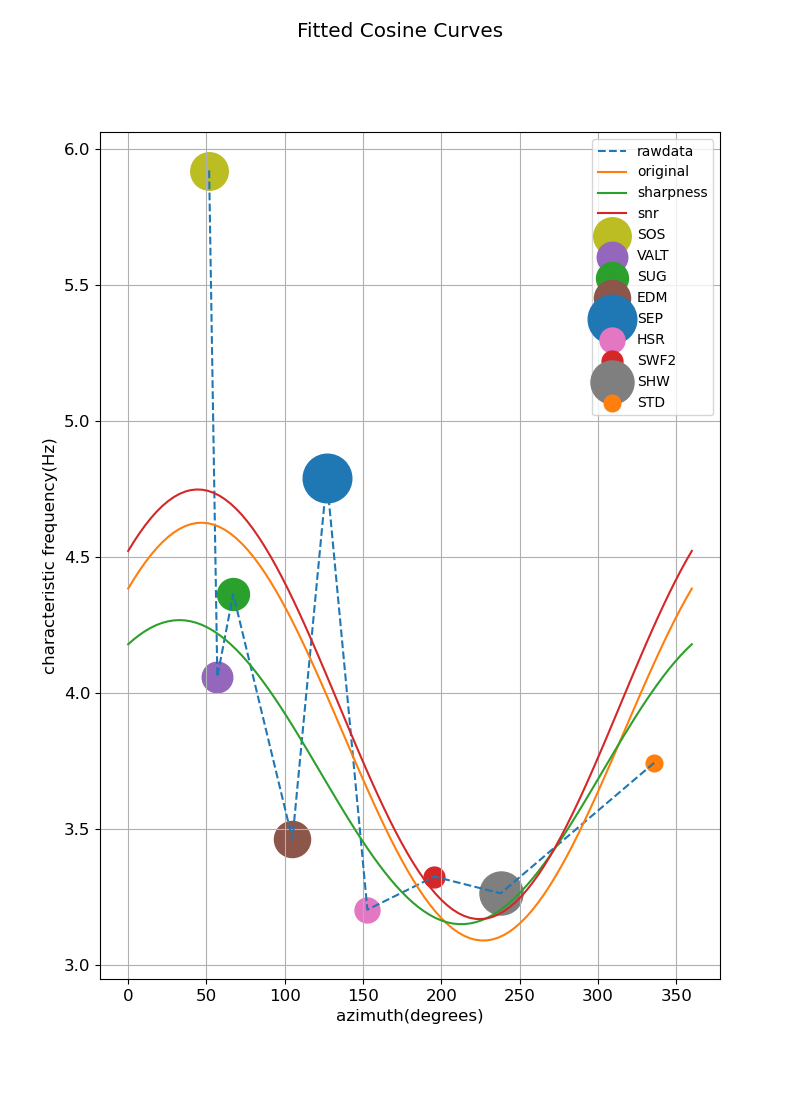 Fitted Cosine Curves
6.0
5.5
5.0
4.5
4.0
3.5
3.0
characteristic frequency(Hz)
rawdata
original
sharpness
snr
SOS
VALT
SUG
EDM
SEP
HSR
SWF2
SHW
STD
0 50 100 150 200 250 300 350
azimuth(degrees)